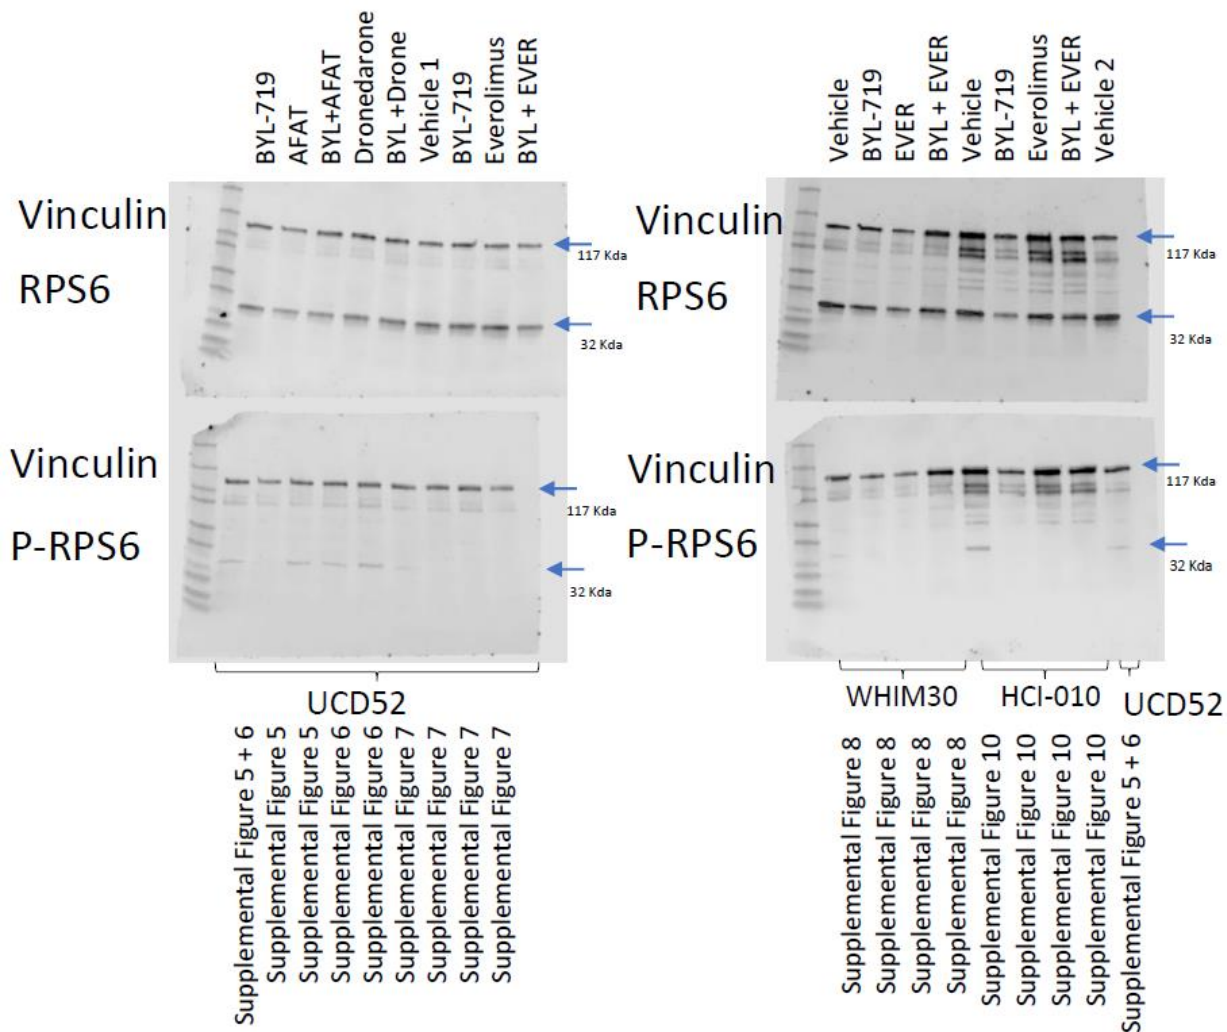 BYL-719
AFAT
BYL+AFAT
Dronedarone
BYL +Drone
Vehicle 1
BYL-719
Everolimus
BYL + EVER
Vinculin
117 Kda
RPS6
32 Kda
Vinculin
117 Kda
P-RPS6
32 Kda
UCD52
Supplemental Figure 5 + 6
Supplemental Figure 5
Supplemental Figure 5
Supplemental Figure 6
Supplemental Figure 6
Supplemental Figure 7
Supplemental Figure 7
Supplemental Figure 7
Supplemental Figure 7
Vehicle
BYL-719
EVER
BYL + EVER
Vehicle
BYL-719
Everolimus
BYL + EVER
Vehicle 2
Vinculin
117 Kda
RPS6
32 Kda
Vinculin
117 Kda
P-RPS6
32 Kda
WHIM30
HCI-010
UCD52
Supplemental Figure 8
Supplemental Figure 8
Supplemental Figure 8
Supplemental Figure 8
Supplemental Figure 10
Supplemental Figure 10
Supplemental Figure 10
Supplemental Figure 10
Supplemental Figure 5 + 6